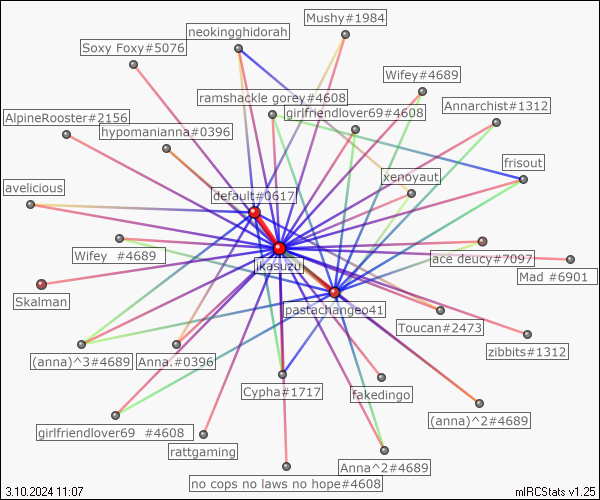 Mushy#1984
neokingghidorah
Soxy Foxy#5076
Wifey#4689
ramshackle gorey#4608
Annarchist#1312
girlfriendlover69#4608
AlpineRooster#2156
hypomanianna#0396
frisout
xenoyaut
avelicious
default#0617
Wifey #4689
ikasuzu
ace deucy#7097
Mad #6901
Skalman
pastachangeo41
Toucan#2473
zibbits#1312
(anna)^3#4689
Anna.#0396
Cypha#1717
fakedingo
(anna)^2#4689
girlfriendlover69 #4608
rattgaming
Anna^2#4689
no cops no laws no hope#4608
3.10.2024 11:07
mIRCStats v1.25